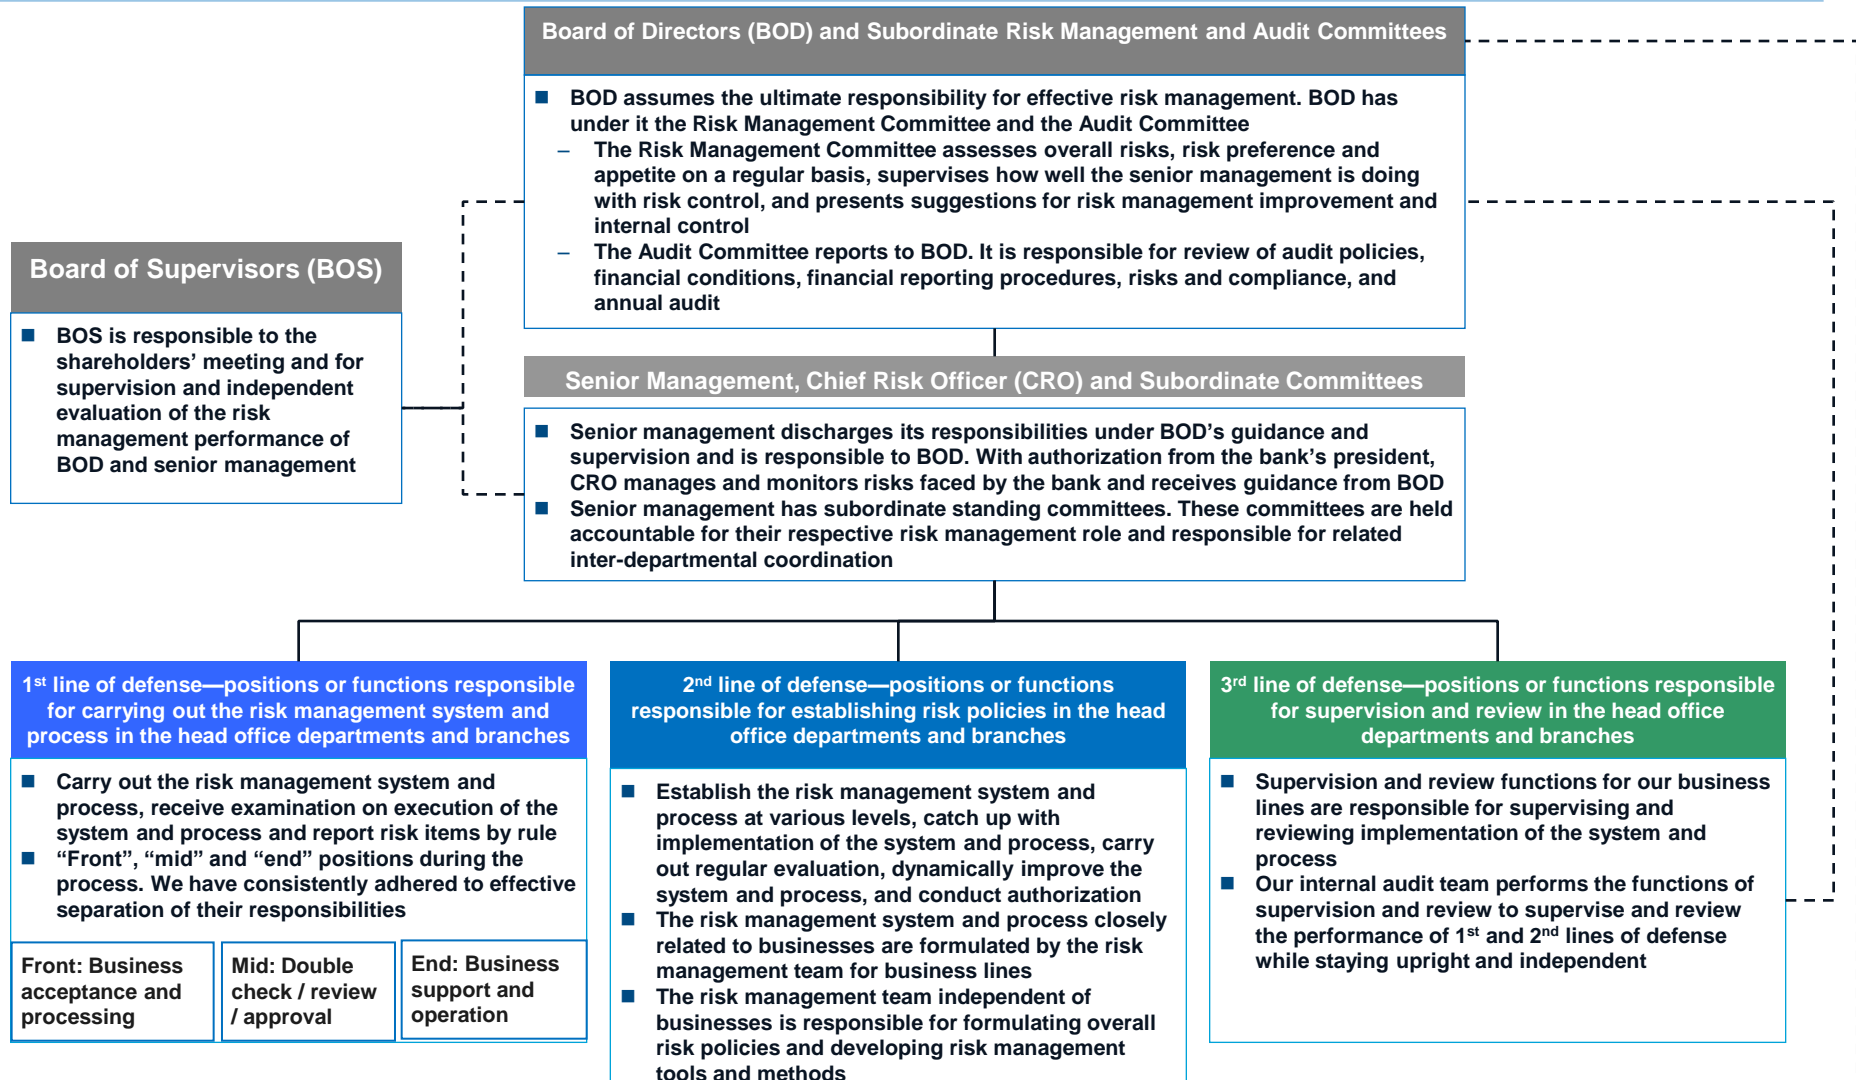 Board of Directors (BOD) and Subordinate Risk Management and Audit Committees
■ BOD assumes the ultimate responsibility for effective risk management. BOD has
under it the Risk Management Committee and the Audit Committee
– The Risk Management Committee assesses overall risks, risk preference and
appetite on a regular basis, supervises how well the senior management is doing
with risk control, and presents suggestions for risk management improvement and
internal control
– The Audit Committee reports to BOD. It is responsible for review of audit policies,
financial conditions, financial reporting procedures, risks and compliance, and
annual audit
Board of Supervisors (BOS)
■ BOS is responsible to the
shareholders’ meeting and for
supervision and independent
evaluation of the risk
management performance of
BOD and senior management
Senior Management, Chief Risk Officer (CRO) and Subordinate Committees
■ Senior management discharges its responsibilities under BOD’s guidance and
supervision and is responsible to BOD. With authorization from the bank’s president,
CRO manages and monitors risks faced by the bank and receives guidance from BOD
■ Senior management has subordinate standing committees. These committees are held
accountable for their respective risk management role and responsible for related
inter-departmental coordination
1st line of defense—positions or functions responsible
for carrying out the risk management system and
process in the head office departments and branches
■ Carry out the risk management system and
process, receive examination on execution of the
system and process and report risk items by rule
■ “Front”, “mid” and “end” positions during the
process. We have consistently adhered to effective
separation of their responsibilities
Front: Business
acceptance and
processing
Mid: Double
check / review
/ approval
End: Business
support and
operation
2nd line of defense—positions or functions
responsible for establishing risk policies in the head
office departments and branches
■ Establish the risk management system and
process at various levels, catch up with
implementation of the system and process, carry
out regular evaluation, dynamically improve the
system and process, and conduct authorization
■ The risk management system and process closely
related to businesses are formulated by the risk
management team for business lines
■ The risk management team independent of
businesses is responsible for formulating overall
risk policies and developing risk management
tools and methods
3rd line of defense—positions or functions responsible
for supervision and review in the head office
departments and branches
■ Supervision and review functions for our business
lines are responsible for supervising and
reviewing implementation of the system and
process
■ Our internal audit team performs the functions of
supervision and review to supervise and review
the performance of 1st and 2nd lines of defense
while staying upright and independent